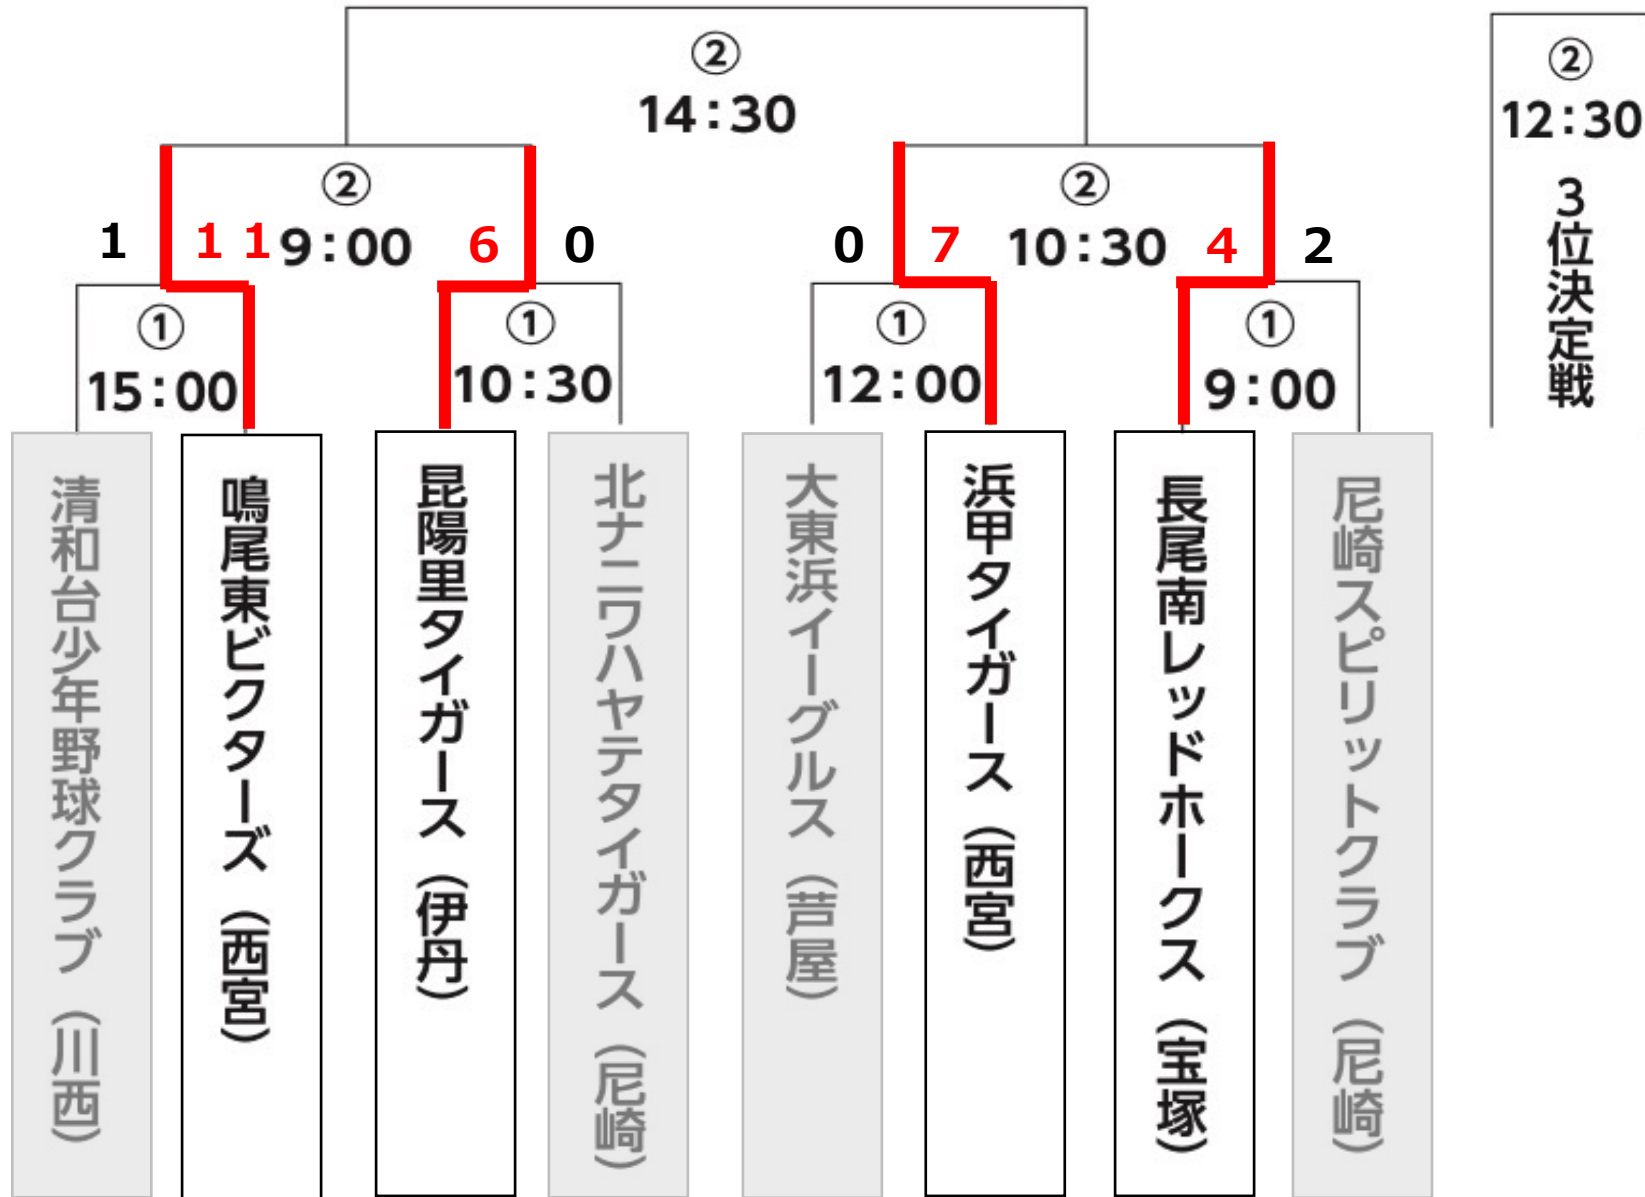 ②
14:30
②
12:30
3位決定戦
②
9:00
②
10:30
1
11
6
0
0
7
4
2
①
15:00
①
10:30
①
12:00
①
9:00
清和台少年野球クラブ（川西）
鳴尾東ビクターズ（西宮）
昆陽里タイガース（伊丹）
北ナニワハヤテタイガース（尼崎）
大東浜イーグルス（芦屋）
浜甲タイガース（西宮）
長尾南レッドホークス（宝塚）
尼崎スピリットクラブ（尼崎）